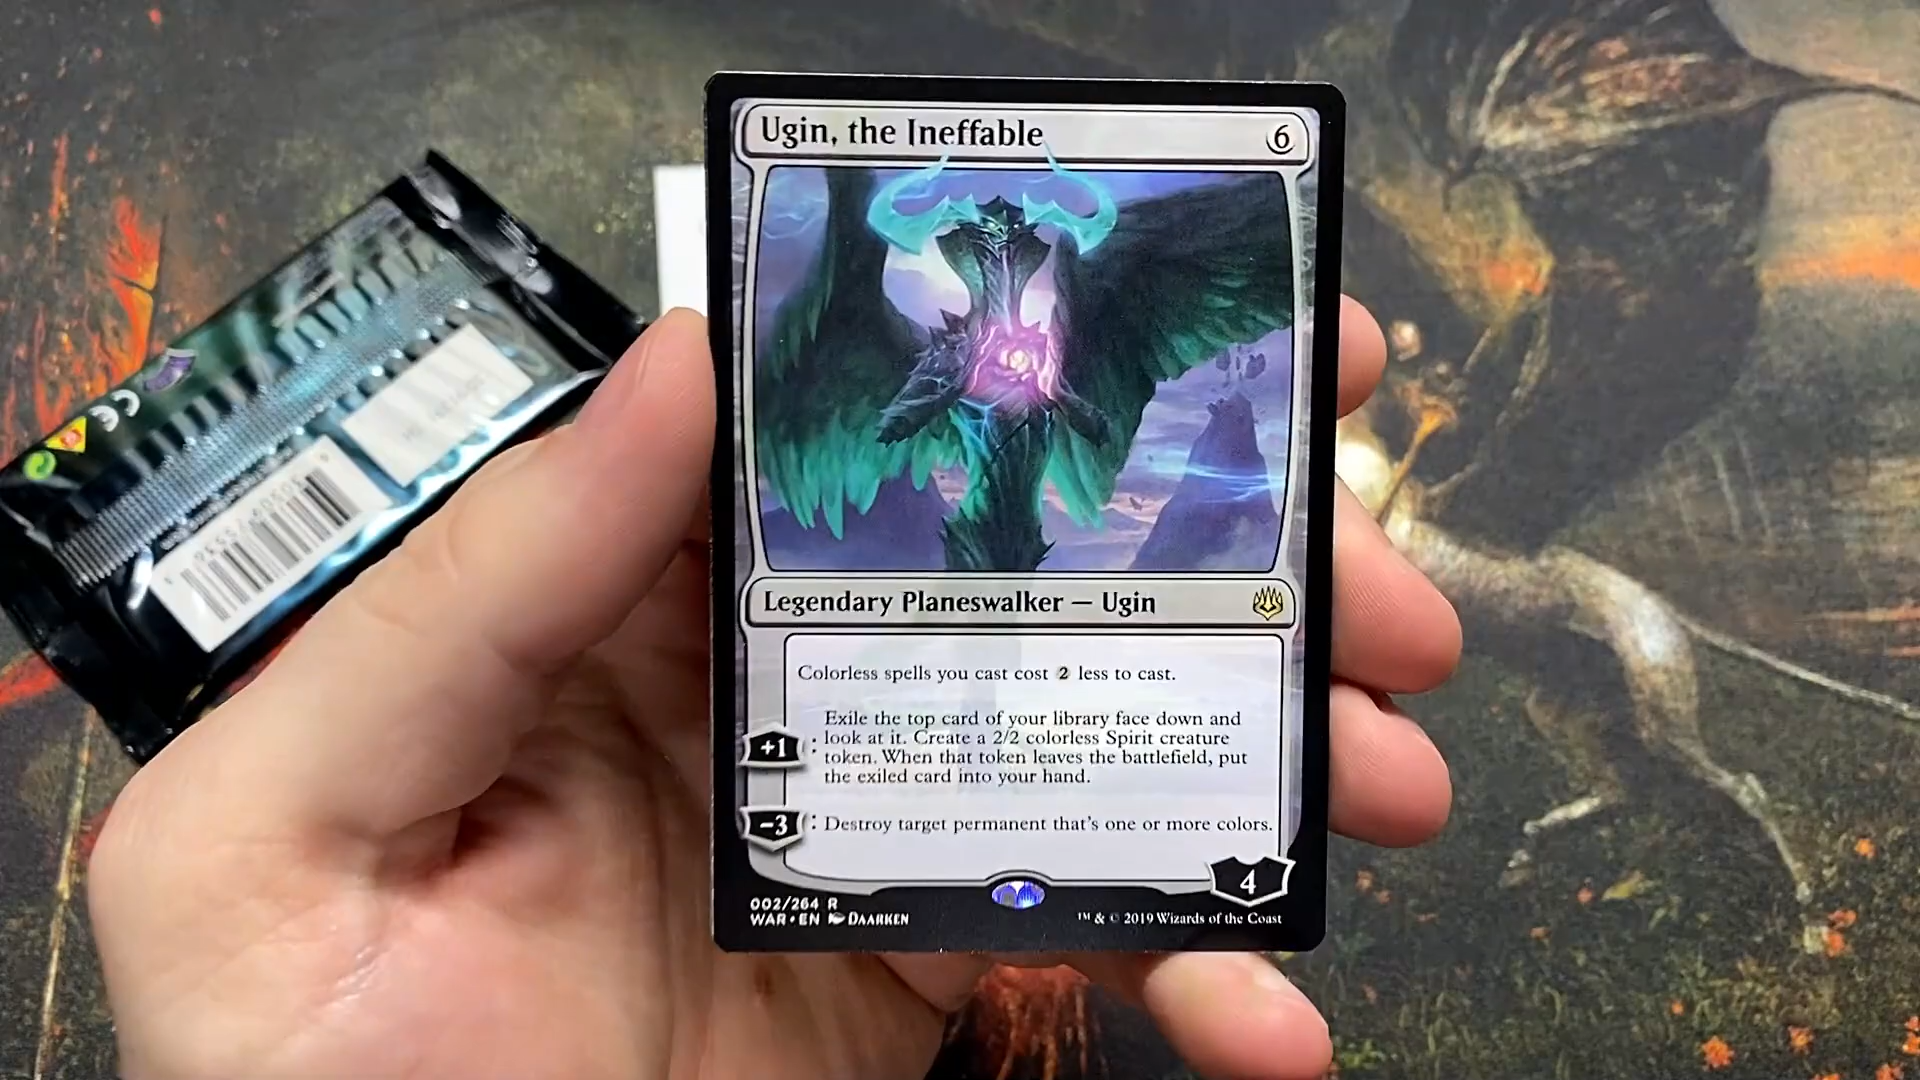 Ugin, the Ineffable
6
Legendary Planeswalker — Ugin
Colorless spells you cast cost 2 less to cast.
+1: Exile the top card of your library face down and
look at it. Create a 2/2 colorless Spirit creature
token. When that token leaves the battlefield, put
the exiled card into your hand.
−3: Destroy target permanent that's one or more colors.
4
002/264 R
WAR • EN DAARKEN
™ & © 2019 Wizards of the Coast
CE